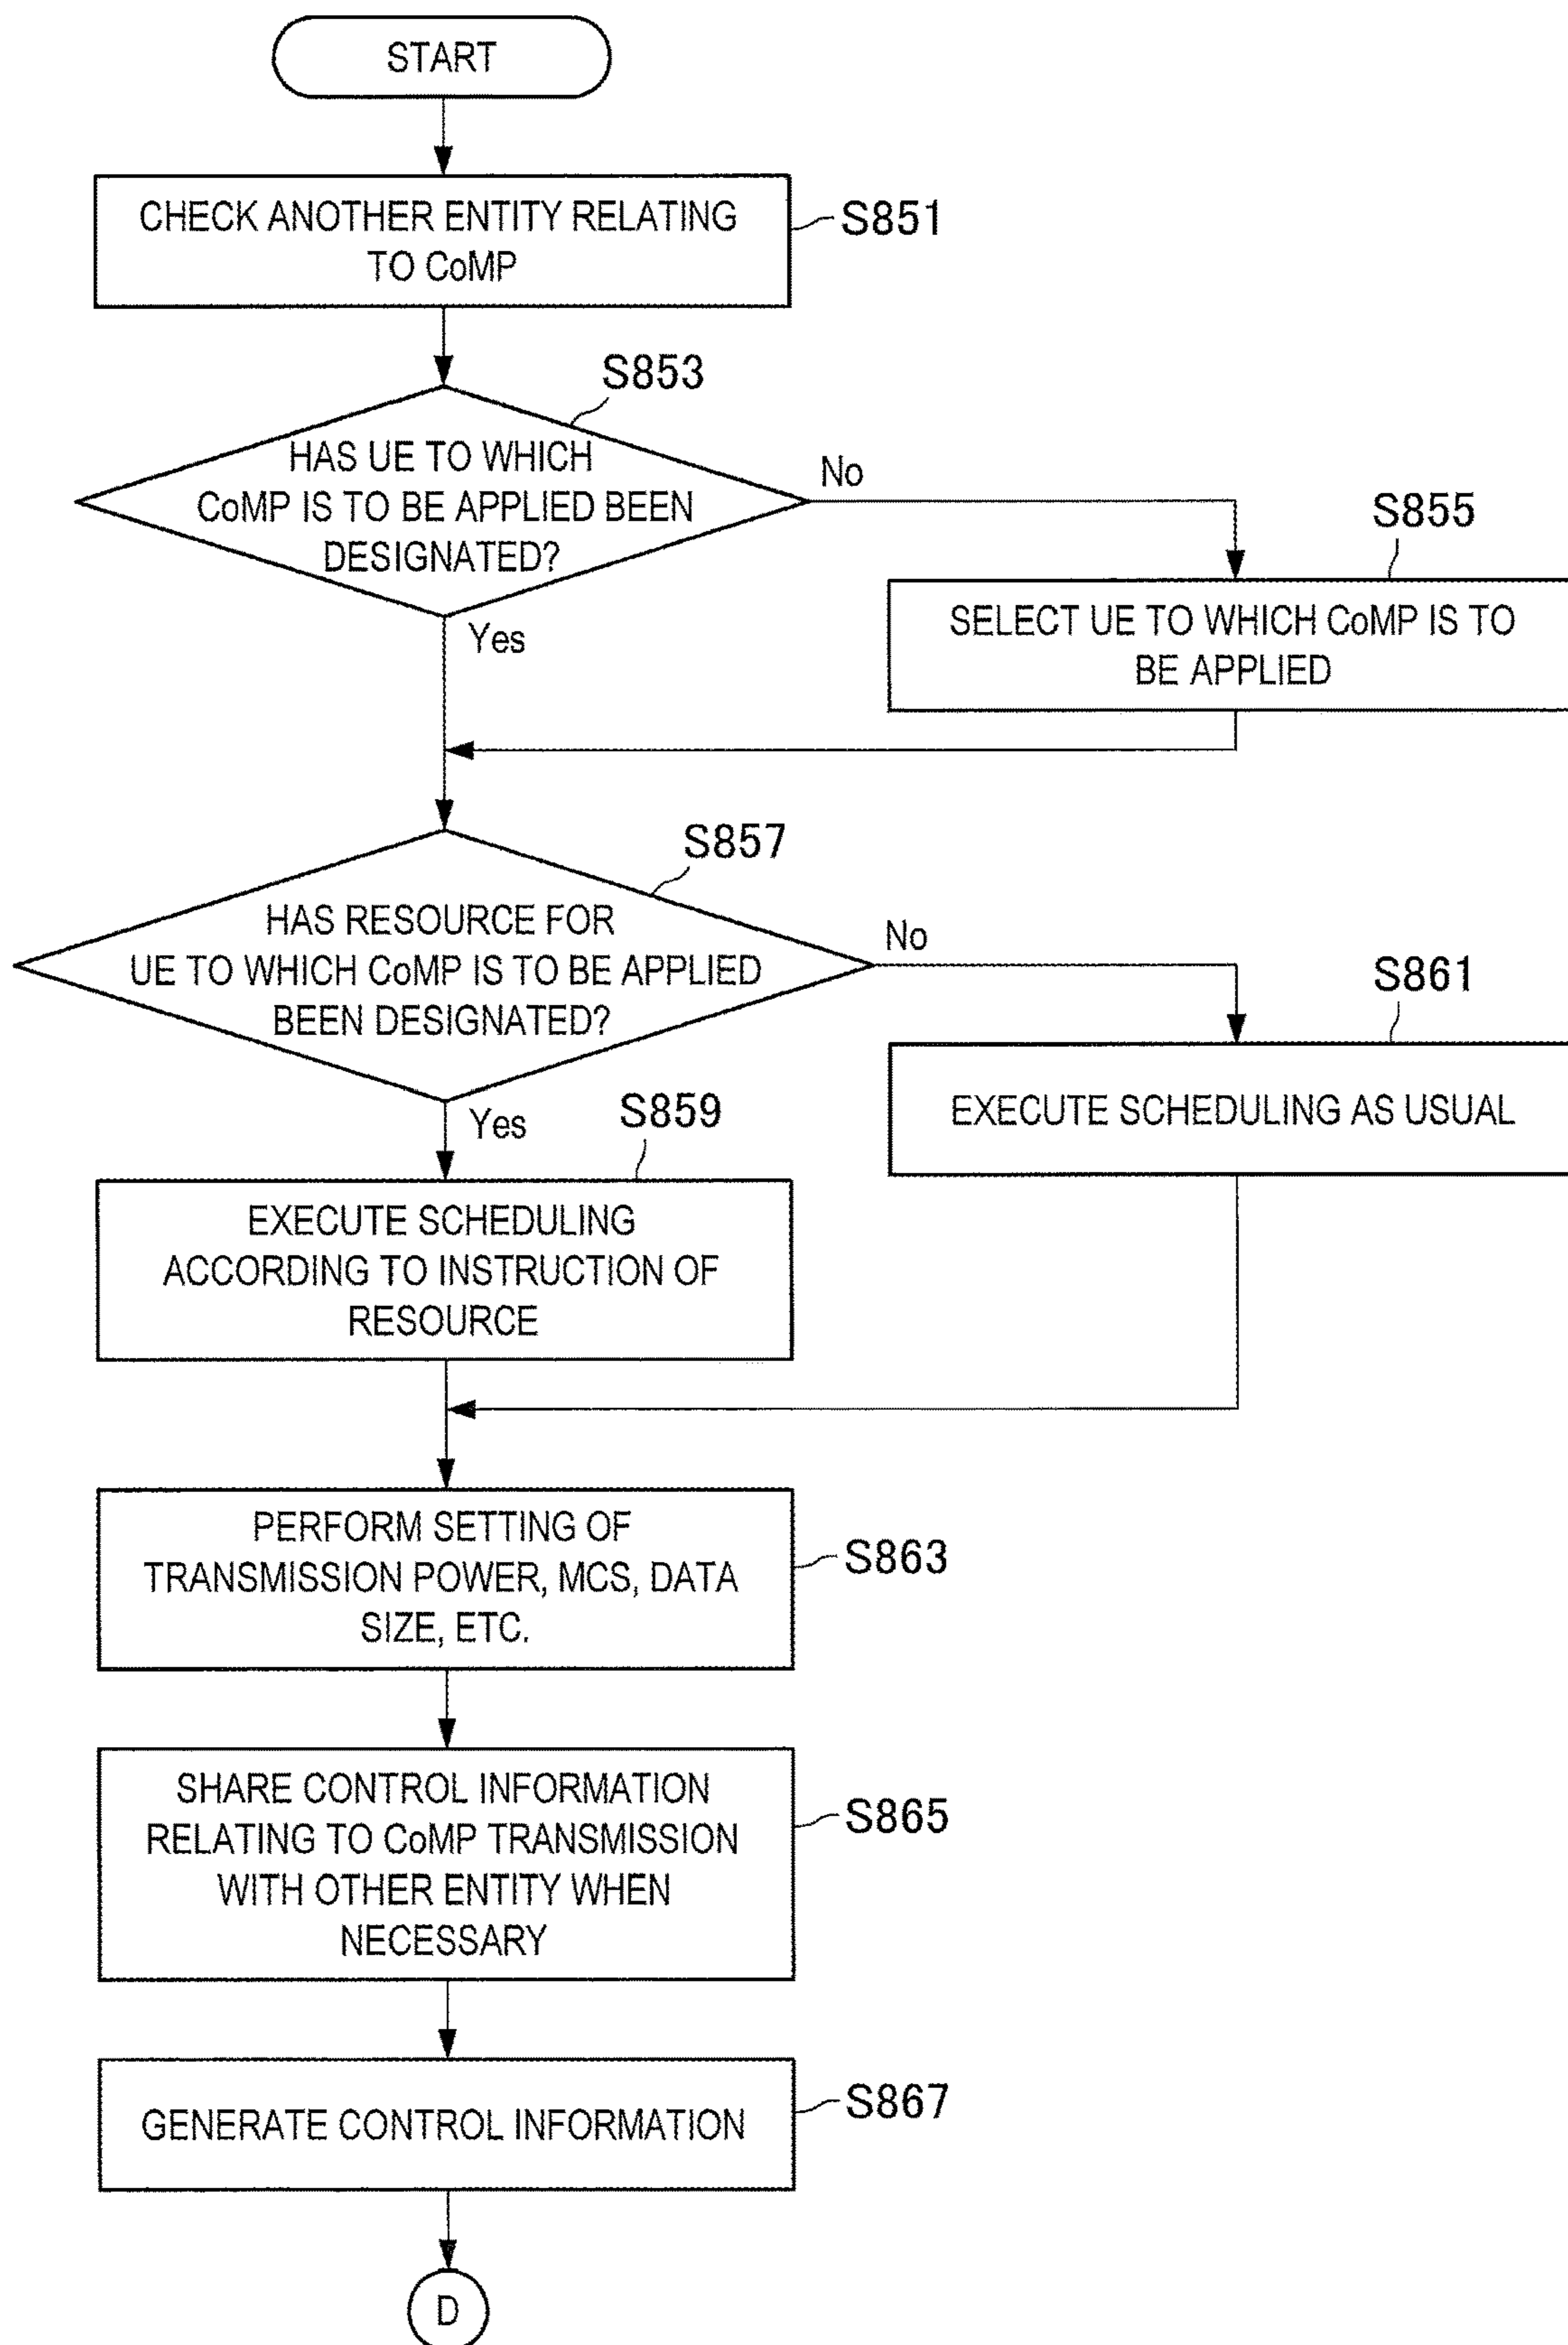 START
CHECK ANOTHER ENTITY RELATING
TO CoMP
S851
S853
HAS UE TO WHICH
CoMP IS TO BE APPLIED BEEN
DESIGNATED?
No
Yes
S855
SELECT UE TO WHICH CoMP IS TO
BE APPLIED
S857
HAS RESOURCE FOR
UE TO WHICH CoMP IS TO BE APPLIED
BEEN DESIGNATED?
No
Yes
S861
EXECUTE SCHEDULING AS USUAL
S859
EXECUTE SCHEDULING
ACCORDING TO INSTRUCTION OF
RESOURCE
PERFORM SETTING OF
TRANSMISSION POWER, MCS, DATA
SIZE, ETC.
S863
SHARE CONTROL INFORMATION
RELATING TO CoMP TRANSMISSION
WITH OTHER ENTITY WHEN
NECESSARY
S865
GENERATE CONTROL INFORMATION
S867
D